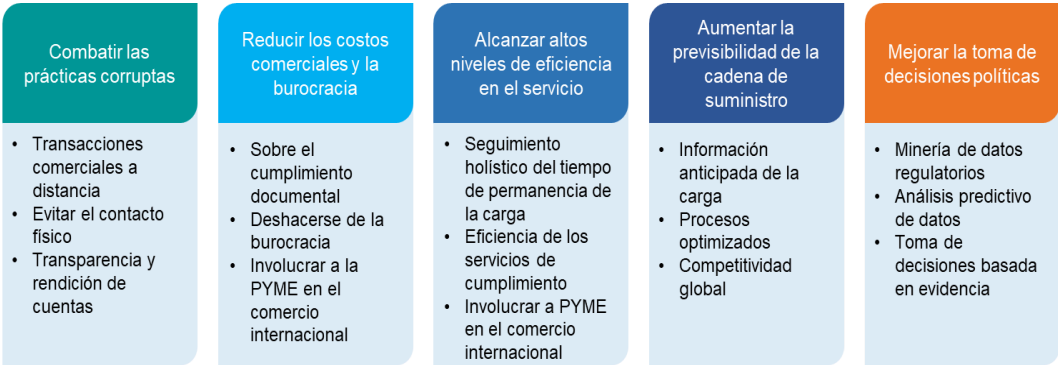 Combatir las
prácticas corruptas
• Transacciones
comerciales a
distancia
• Evitar el contacto
físico
• Transparencia y
rendición de
cuentas
Reducir los costos
comerciales y la
burocracia
• Sobre el
cumplimiento
documental
• Deshacerse de la
burocracia
• Involucrar a la
PYME en el
comercio
internacional
Alcanzar altos
niveles de eficiencia
en el servicio
• Seguimiento
holístico del tiempo
de permanencia de
la carga
• Eficiencia de los
servicios de
cumplimiento
• Involucrar a PYME
en el comercio
internacional
Aumentar la
previsibilidad de la
cadena de
suministro
• Información
anticipada de la
carga
• Procesos
optimizados
• Competitividad
global
Mejorar la toma de
decisiones políticas
• Minería de datos
regulatorios
• Análisis predictivo
de datos
• Toma de
decisiones basada
en evidencia